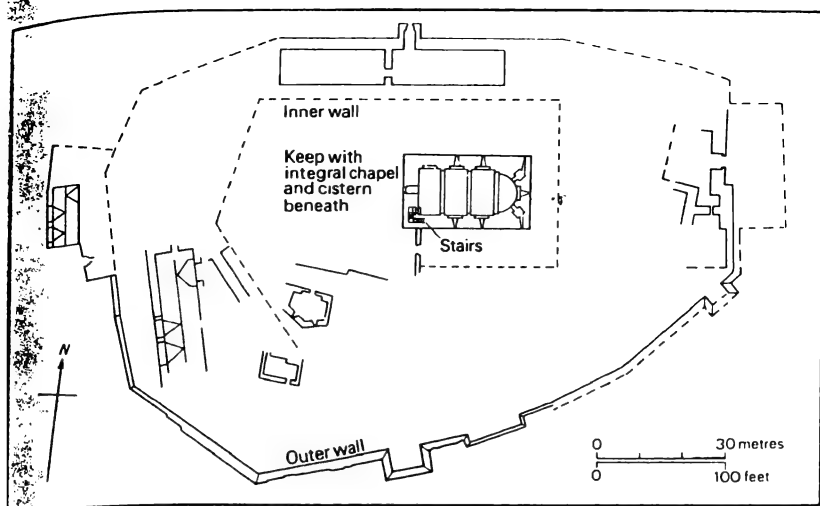 Inner wall
Keep with
integral chapel
and cistern
beneath
Stairs
N
Outer wall
0 30 metres
0 100 feet